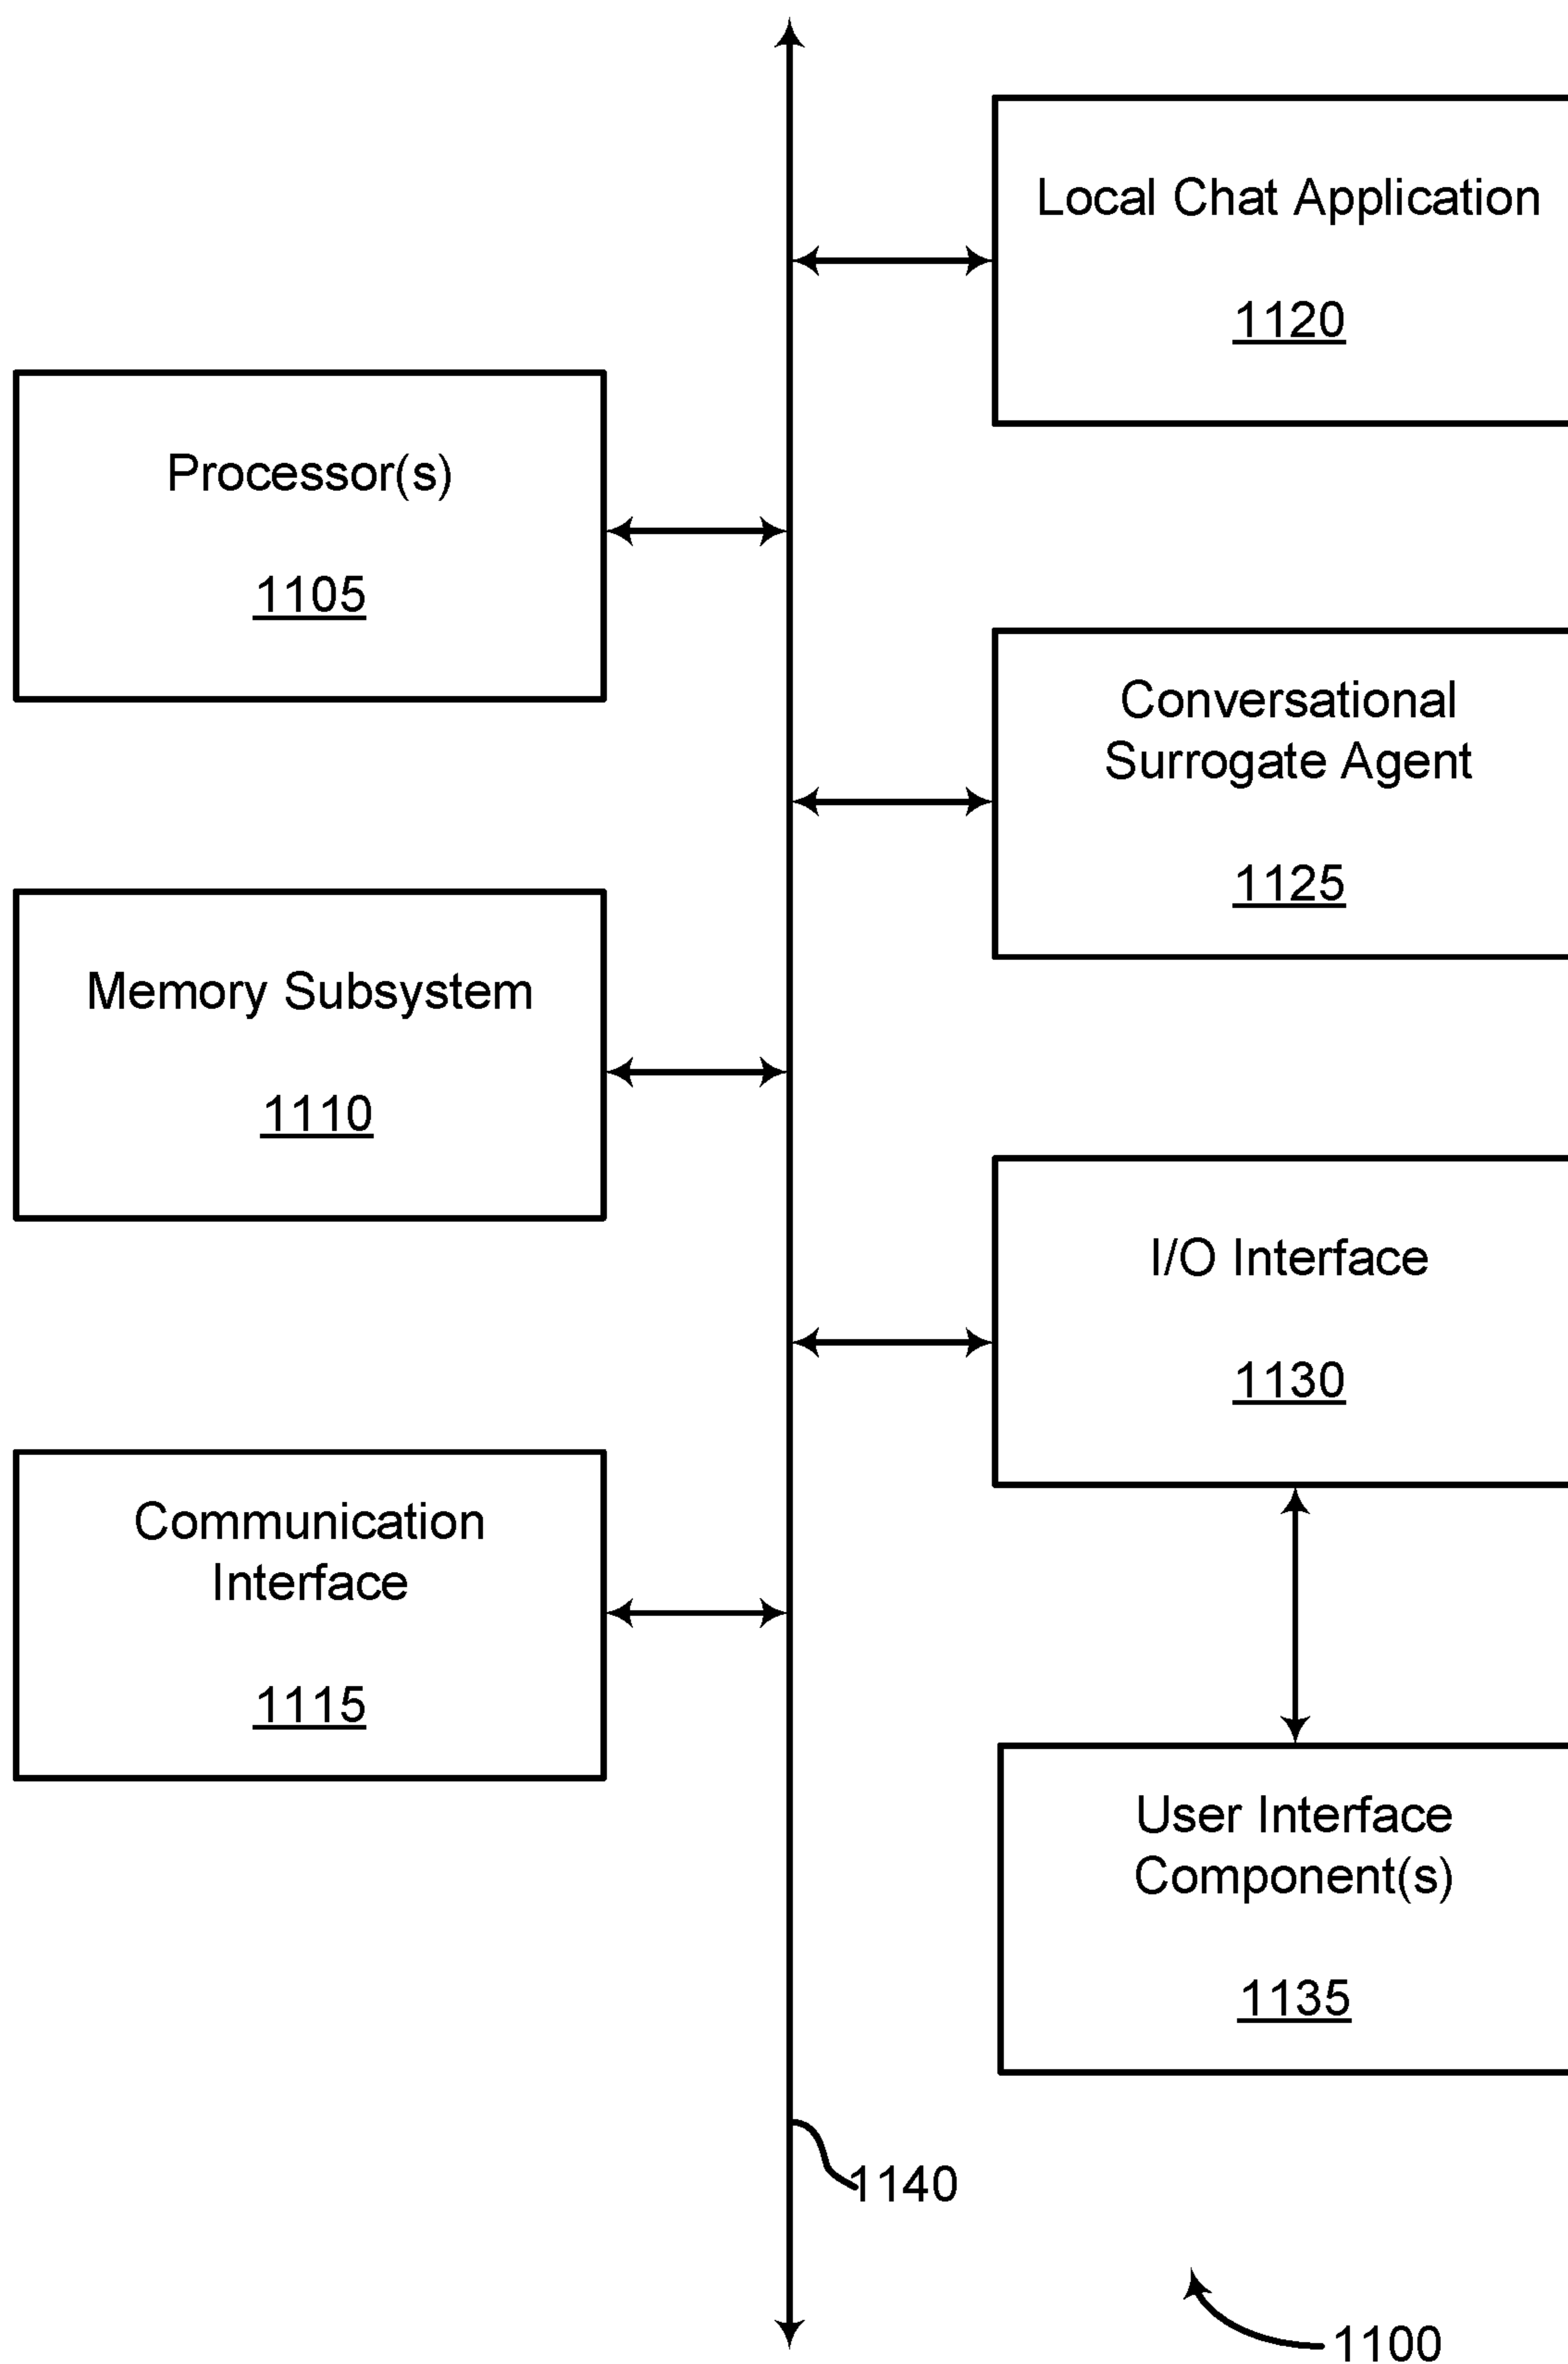 Local Chat Application
1120
Processor(s)
1105
Conversational
Surrogate Agent
1125
Memory Subsystem
1110
I/O Interface
1130
Communication
Interface
1115
User Interface
Component(s)
1135
1140
1100